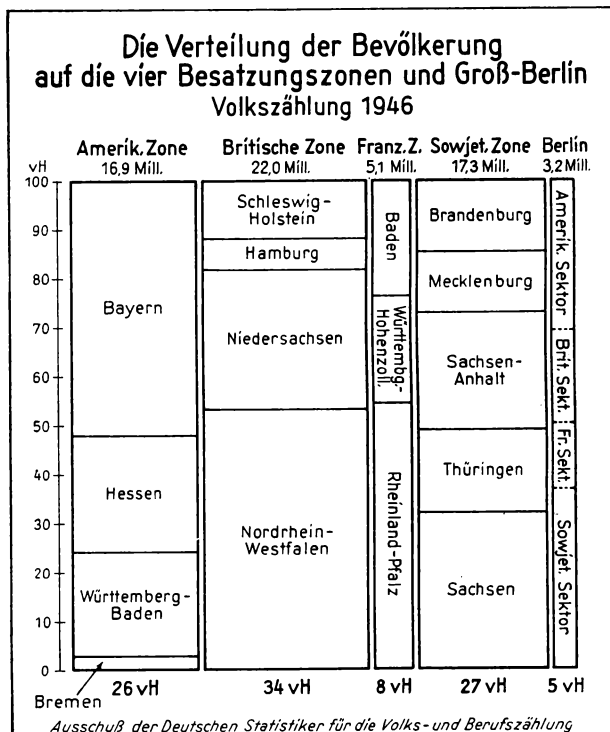 Die Verteilung der Bevölkerung
auf die vier Besatzungszonen und Groß-Berlin
Volkszählung 1946
Amerik. Zone Britische Zone Franz. Z. Sowjet. Zone Berlin
vH 16,9 Mill. 22,0 Mill. 5,1 Mill. 17,3 Mill. 3,2 Mill.
100
90
80
70
60
50
40
30
20
10
0
Bayern
Hessen
Württemberg-
Baden
Bremen
Schleswig-
Holstein
Hamburg
Niedersachsen
Nordrhein-
Westfalen
Baden
Württembg.-
Hohenzoll.
Rheinland-Pfalz
Brandenburg
Mecklenburg
Sachsen-
Anhalt
Thüringen
Sachsen
Amerik. Sektor
Brit. Sekt.
Fr. Sekt.
Sowjet. Sektor
26 vH 34 vH 8 vH 27 vH 5 vH
Ausschuß der Deutschen Statistiker für die Volks- und Berufszählung